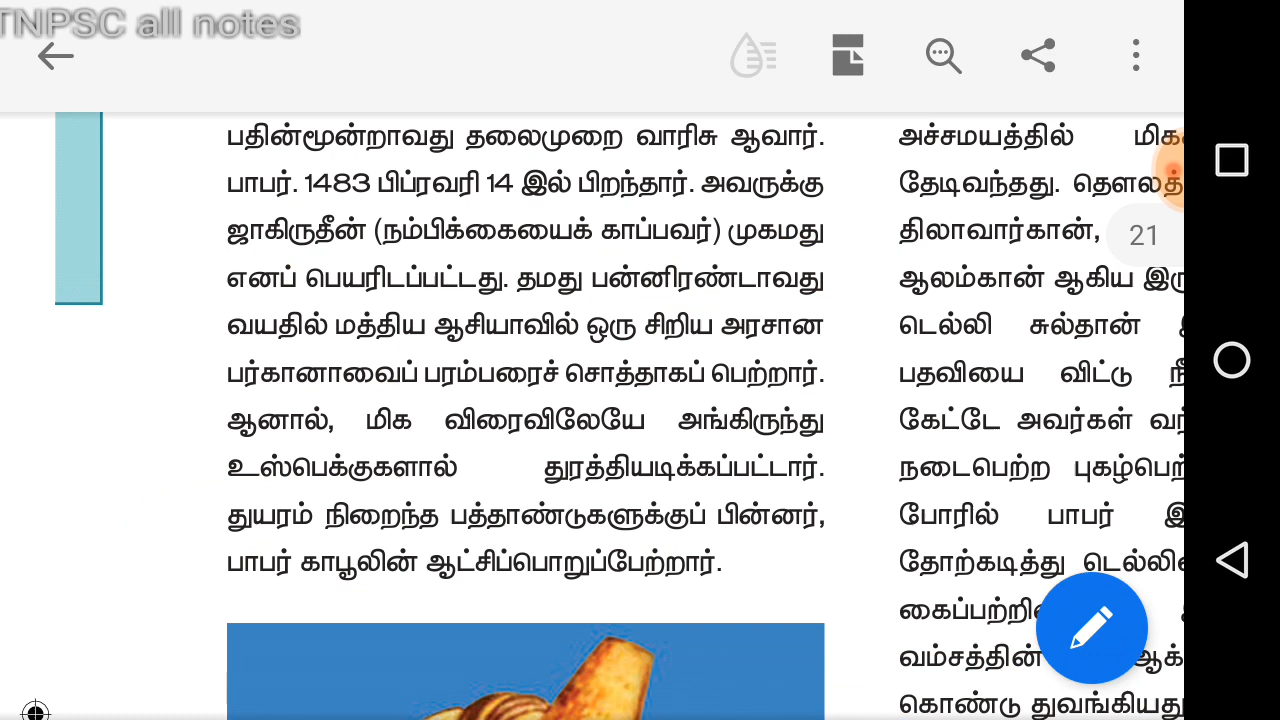 TNPSC all notes
பதின்மூன்றாவது தலைமுறை வாரிசு ஆவார்.
பாபர். 1483 பிப்ரவரி 14 இல் பிறந்தார். அவருக்கு
ஜாகிருதீன் (நம்பிக்கையைக் காப்பவர்) முகமது
எனப் பெயரிடப்பட்டது. தமது பன்னிரண்டாவது
வயதில் மத்திய ஆசியாவில் ஒரு சிறிய அரசான
பர்கானாவைப் பரம்பரைச் சொத்தாகப் பெற்றார்.
ஆனால், மிக விரைவிலேயே அங்கிருந்து
உஸ்பெக்குகளால் துரத்தியடிக்கப்பட்டார்.
துயரம் நிறைந்த பத்தாண்டுகளுக்குப் பின்னர்,
பாபர் காபூலின் ஆட்சிப்பொறுப்பேற்றார்.
அச்சமயத்தில்
தேடிவந்தது.
திலாவார்கான்,
ஆலம்கான் ஆகிய
டெல்லி சுல்தான்
பதவியை விட்டு
கேட்டே அவர்கள்
நடைபெற்ற
போரில் பாபர்
தோற்கடித்து
வம்சத்தின்
கொண்டு துவங்கியது
21